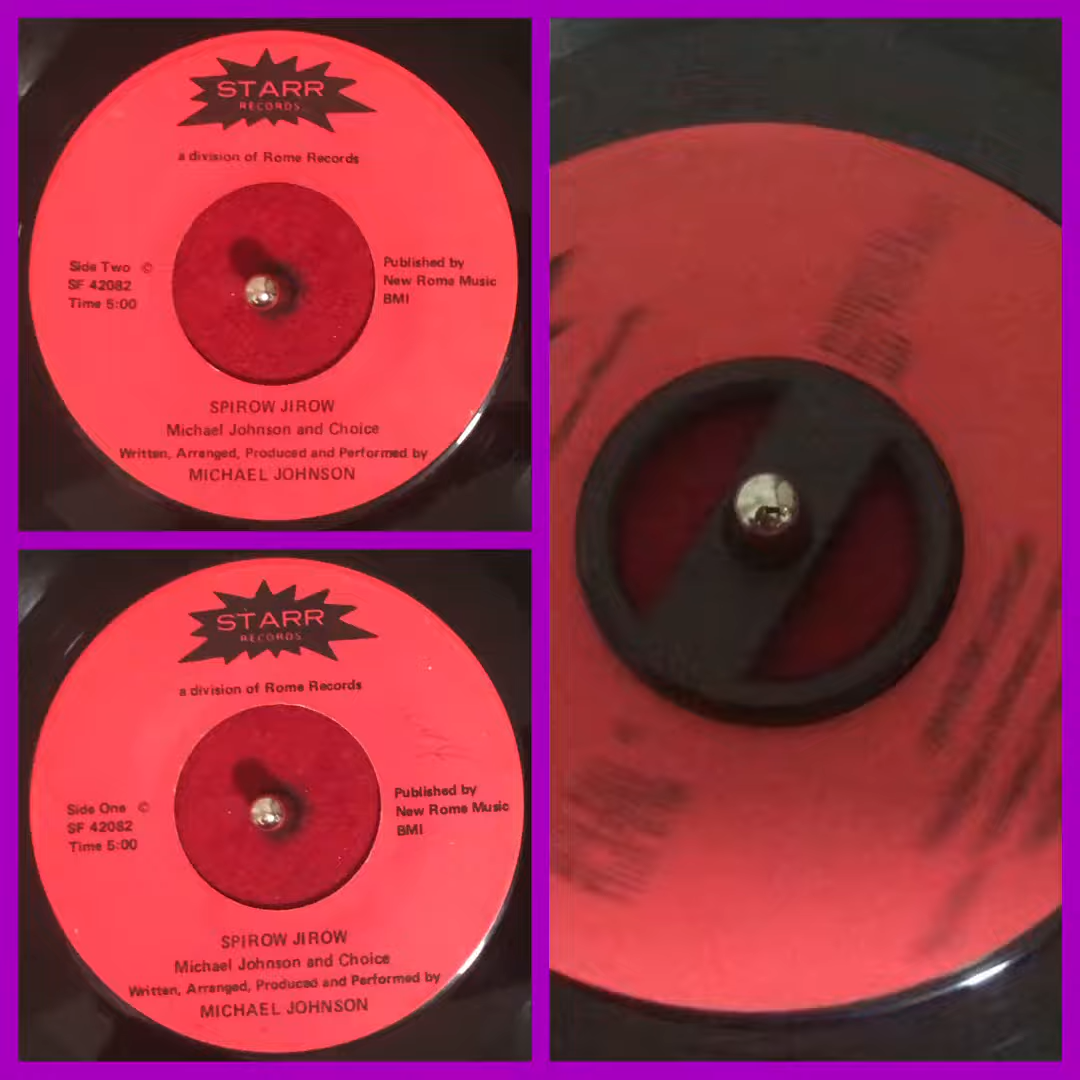 STARR
RECORDS
a division of Rome Records
Side Two ©
SF 42082
Time 5:00
Published by
New Rome Music
BMI
SPIROW JIROW
Michael Johnson and Choice
Written, Arranged, Produced and Performed by
MICHAEL JOHNSON
STARR
RECORDS
a division of Rome Records
Side One ©
SF 42082
Time 5:00
Published by
New Rome Music
BMI
SPIROW JIROW
Michael Johnson and Choice
Written, Arranged, Produced and Performed by
MICHAEL JOHNSON